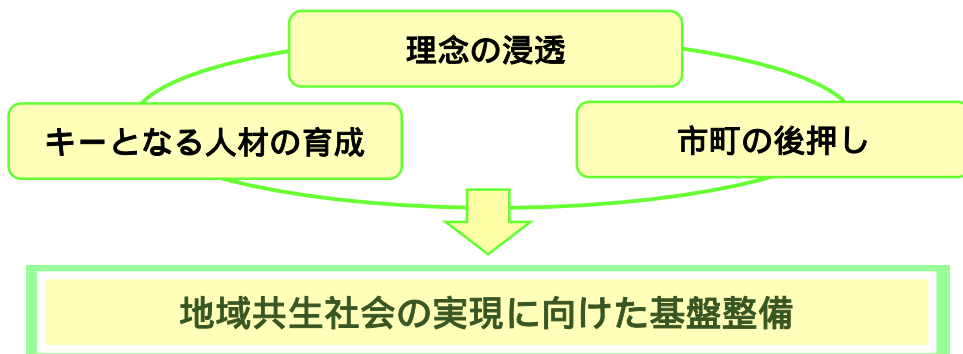 理念の浸透
キーとなる人材の育成
市町の後押し
地域共生社会の実現に向けた基盤整備